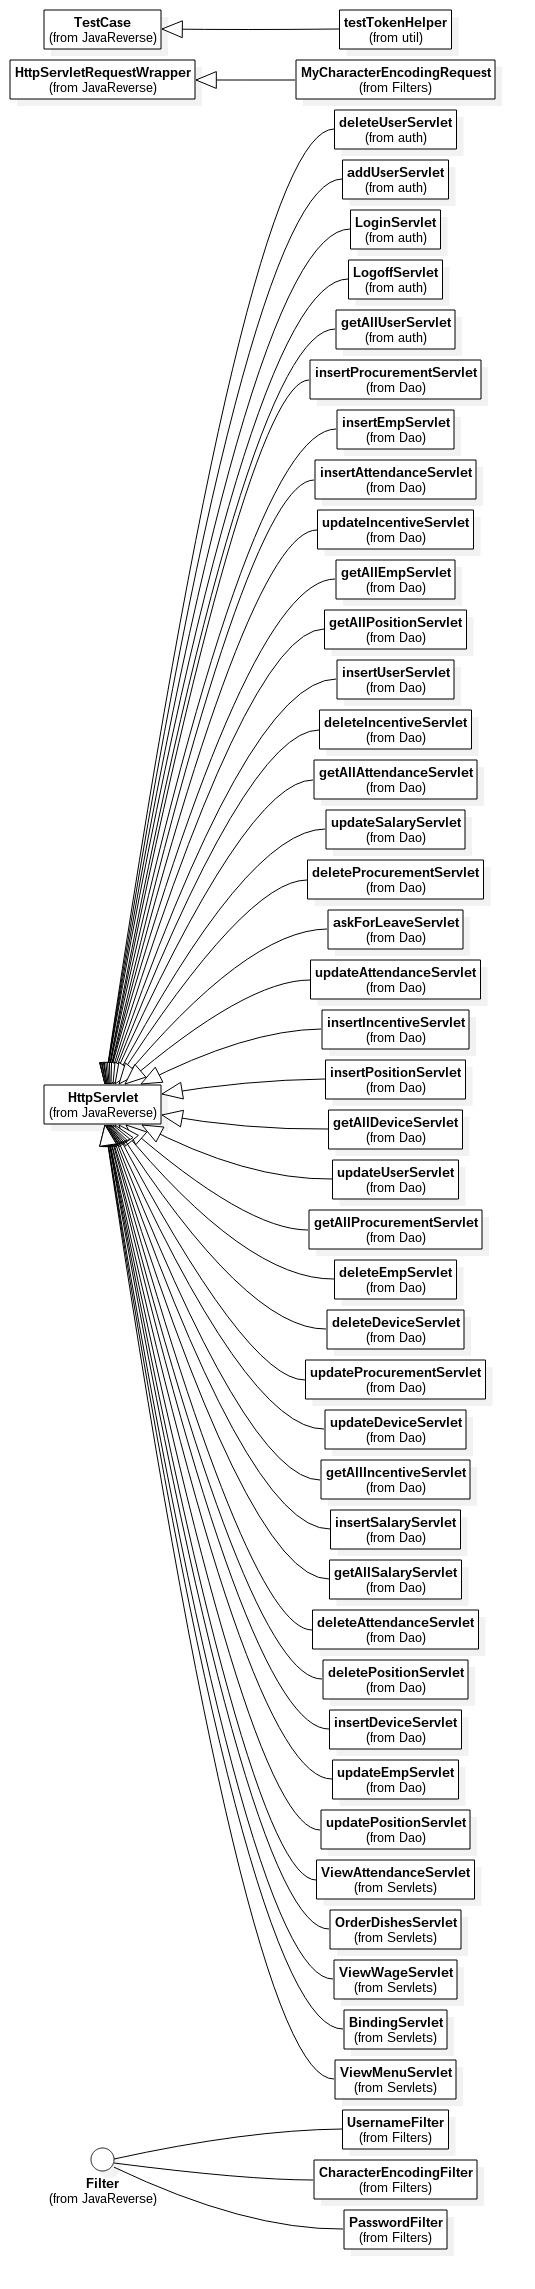 TestCase
(from JavaReverse)
testTokenHelper
(from util)
HttpServletRequestWrapper
(from JavaReverse)
MyCharacterEncodingRequest
(from Filters)
deleteUserServlet
(from auth)
addUserServlet
(from auth)
LoginServlet
(from auth)
LogoffServlet
(from auth)
getAllUserServlet
(from auth)
insertProcurementServlet
(from Dao)
insertEmpServlet
(from Dao)
insertAttendanceServlet
(from Dao)
updateIncentiveServlet
(from Dao)
getAllEmpServlet
(from Dao)
getAllPositionServlet
(from Dao)
insertUserServlet
(from Dao)
deleteIncentiveServlet
(from Dao)
getAllAttendanceServlet
(from Dao)
updateSalaryServlet
(from Dao)
deleteProcurementServlet
(from Dao)
askForLeaveServlet
(from Dao)
updateAttendanceServlet
(from Dao)
insertIncentiveServlet
(from Dao)
insertPositionServlet
(from Dao)
HttpServlet
(from JavaReverse)
getAllDeviceServlet
(from Dao)
updateUserServlet
(from Dao)
getAllProcurementServlet
(from Dao)
deleteEmpServlet
(from Dao)
deleteDeviceServlet
(from Dao)
updateProcurementServlet
(from Dao)
updateDeviceServlet
(from Dao)
getAllIncentiveServlet
(from Dao)
insertSalaryServlet
(from Dao)
getAllSalaryServlet
(from Dao)
deleteAttendanceServlet
(from Dao)
deletePositionServlet
(from Dao)
insertDeviceServlet
(from Dao)
updateEmpServlet
(from Dao)
updatePositionServlet
(from Dao)
ViewAttendanceServlet
(from Servlets)
OrderDishesServlet
(from Servlets)
ViewWageServlet
(from Servlets)
BindingServlet
(from Servlets)
ViewMenuServlet
(from Servlets)
UsernameFilter
(from Filters)
Filter
(from JavaReverse)
CharacterEncodingFilter
(from Filters)
PasswordFilter
(from Filters)